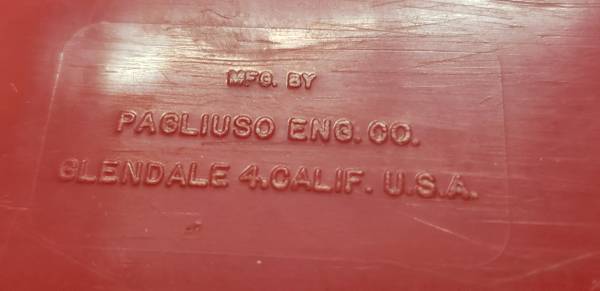 MFG. BY
PAGLIUSO ENG. CO.
GLENDALE 4. CALIF. U.S.A.